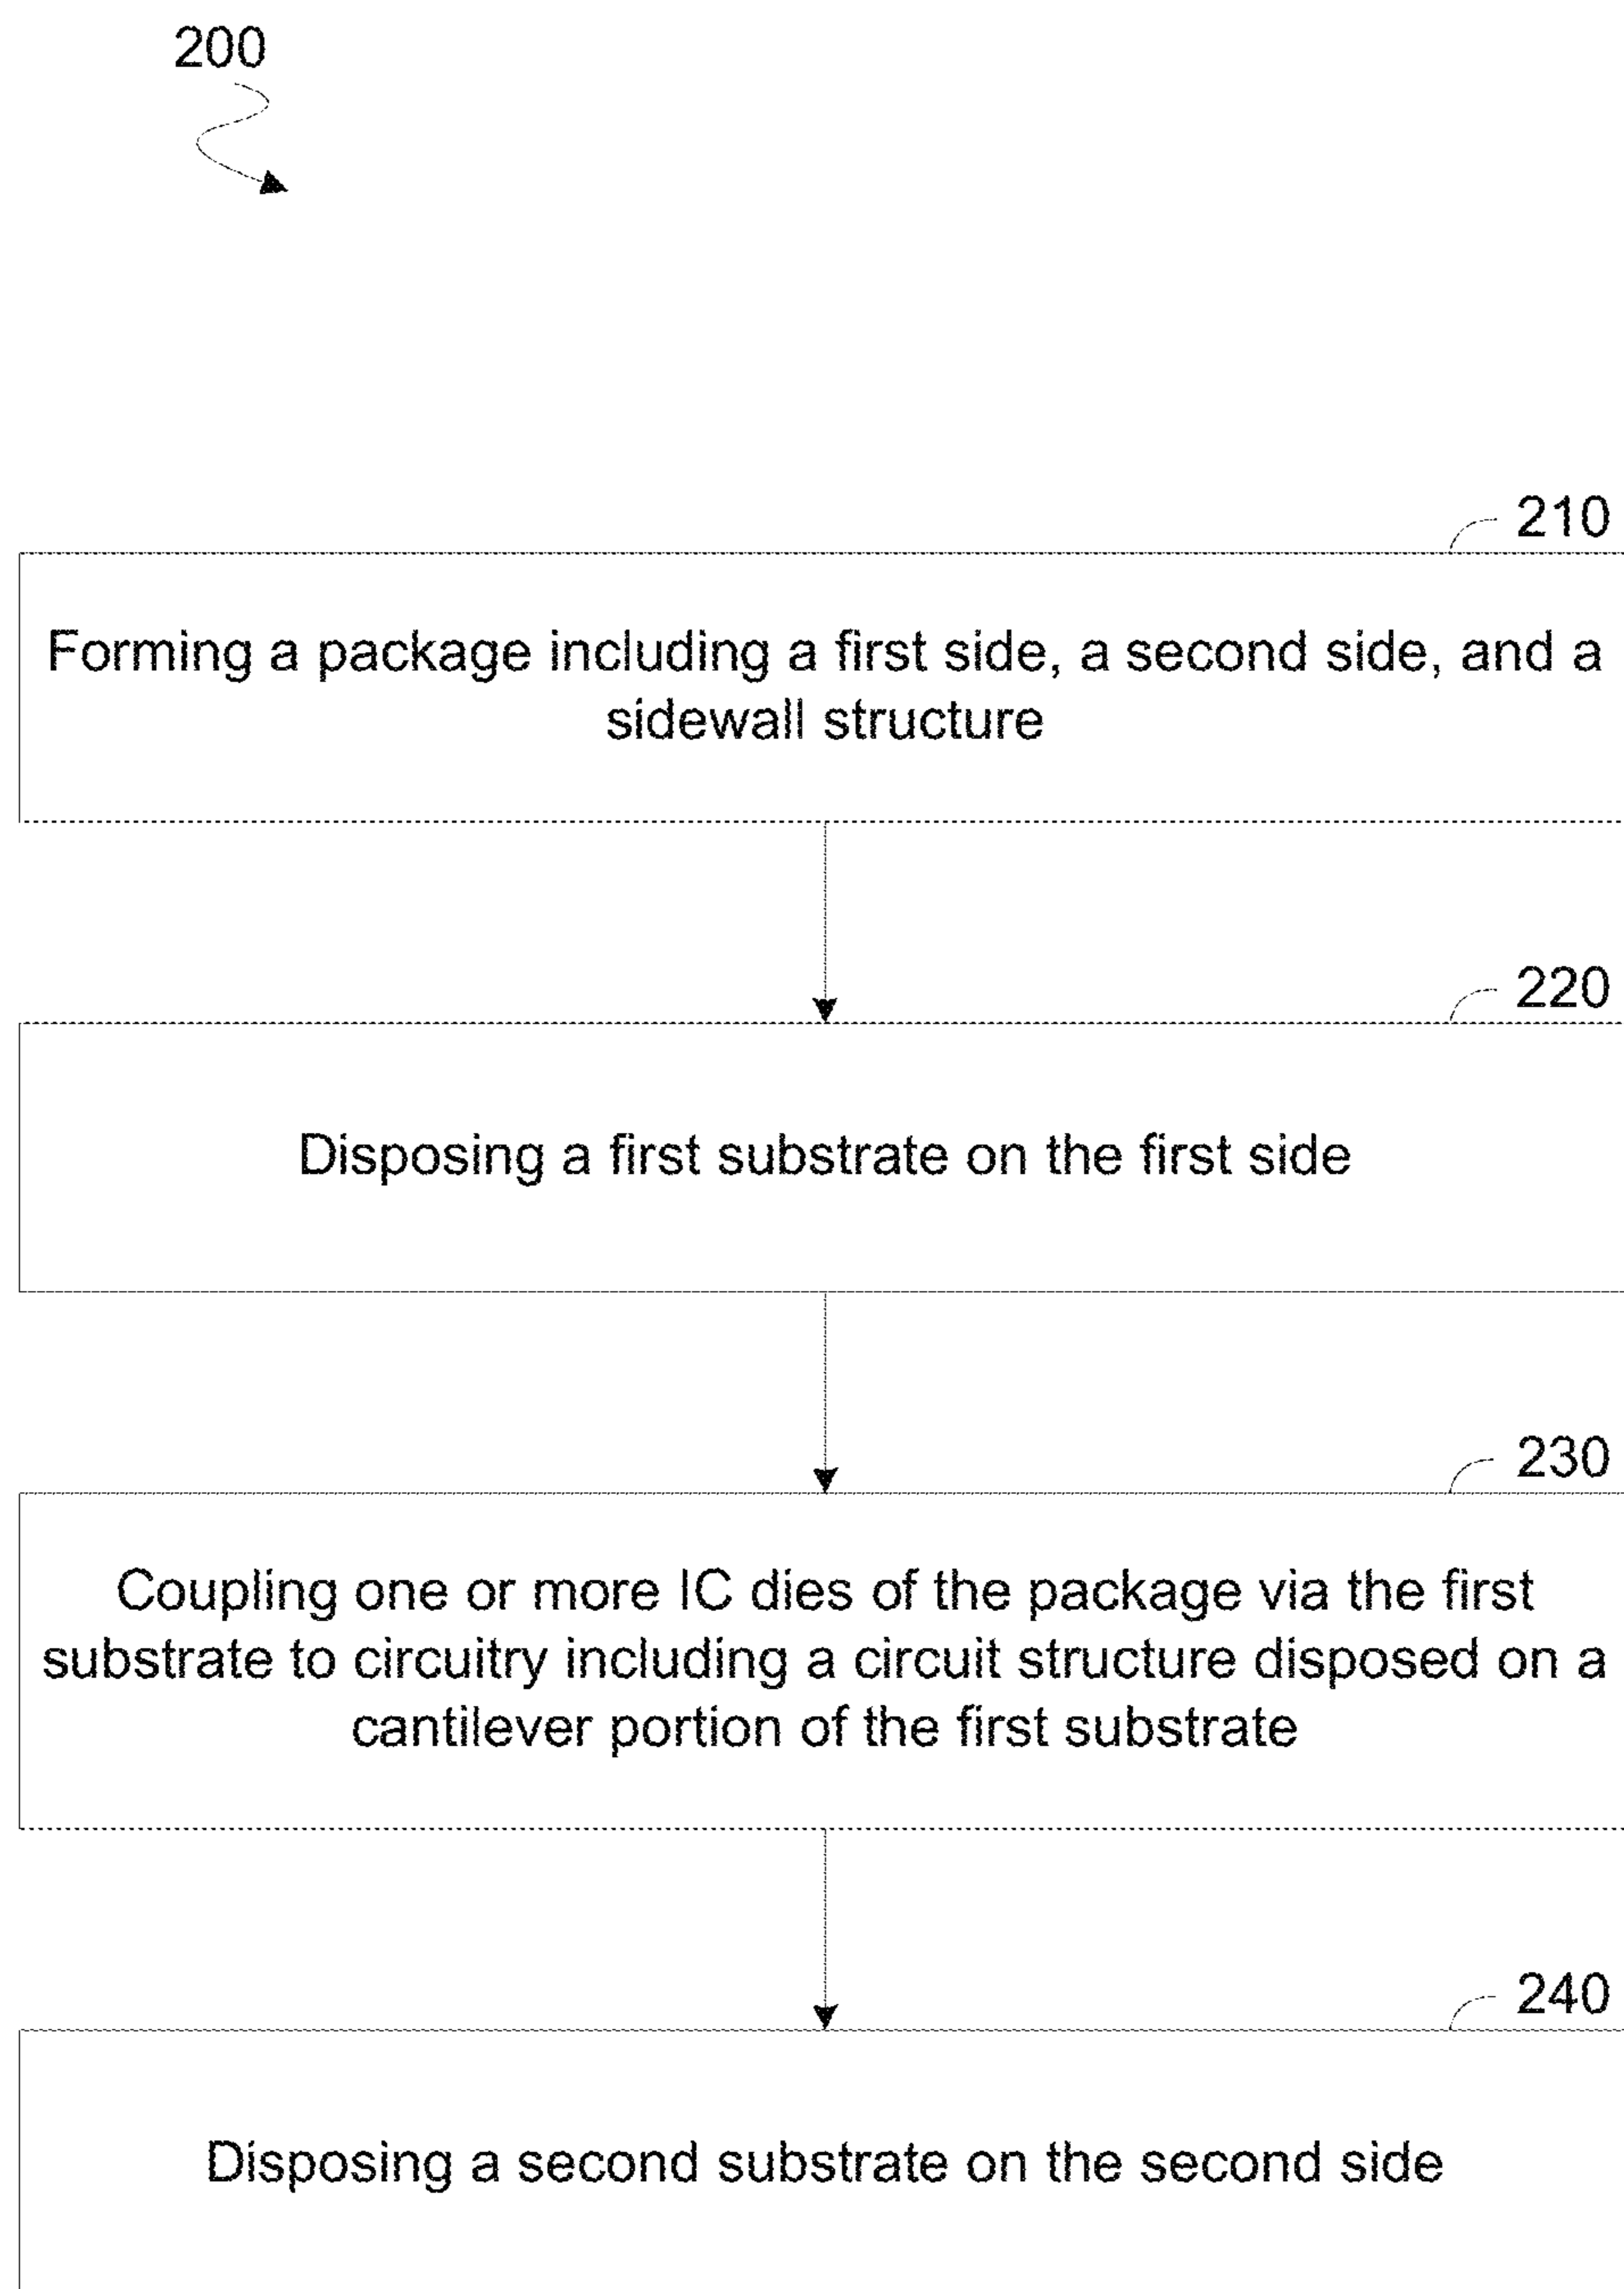 200
210
Forming a package including a first side, a second side, and a
sidewall structure
220
Disposing a first substrate on the first side
230
Coupling one or more IC dies of the package via the first
substrate to circuitry including a circuit structure disposed on a
cantilever portion of the first substrate
240
Disposing a second substrate on the second side